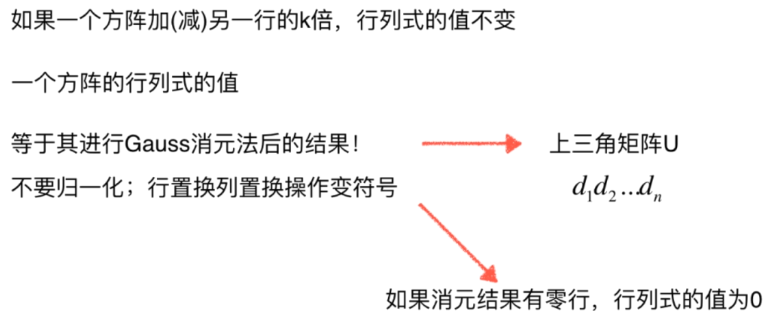 如果一个方阵加(减)另一行的k倍，行列式的值不变
一个方阵的行列式的值
等于其进行Gauss消元法后的结果！
上三角矩阵U
不要归一化；行置换列置换操作变符号
d₁d₂...dₙ
如果消元结果有零行，行列式的值为0